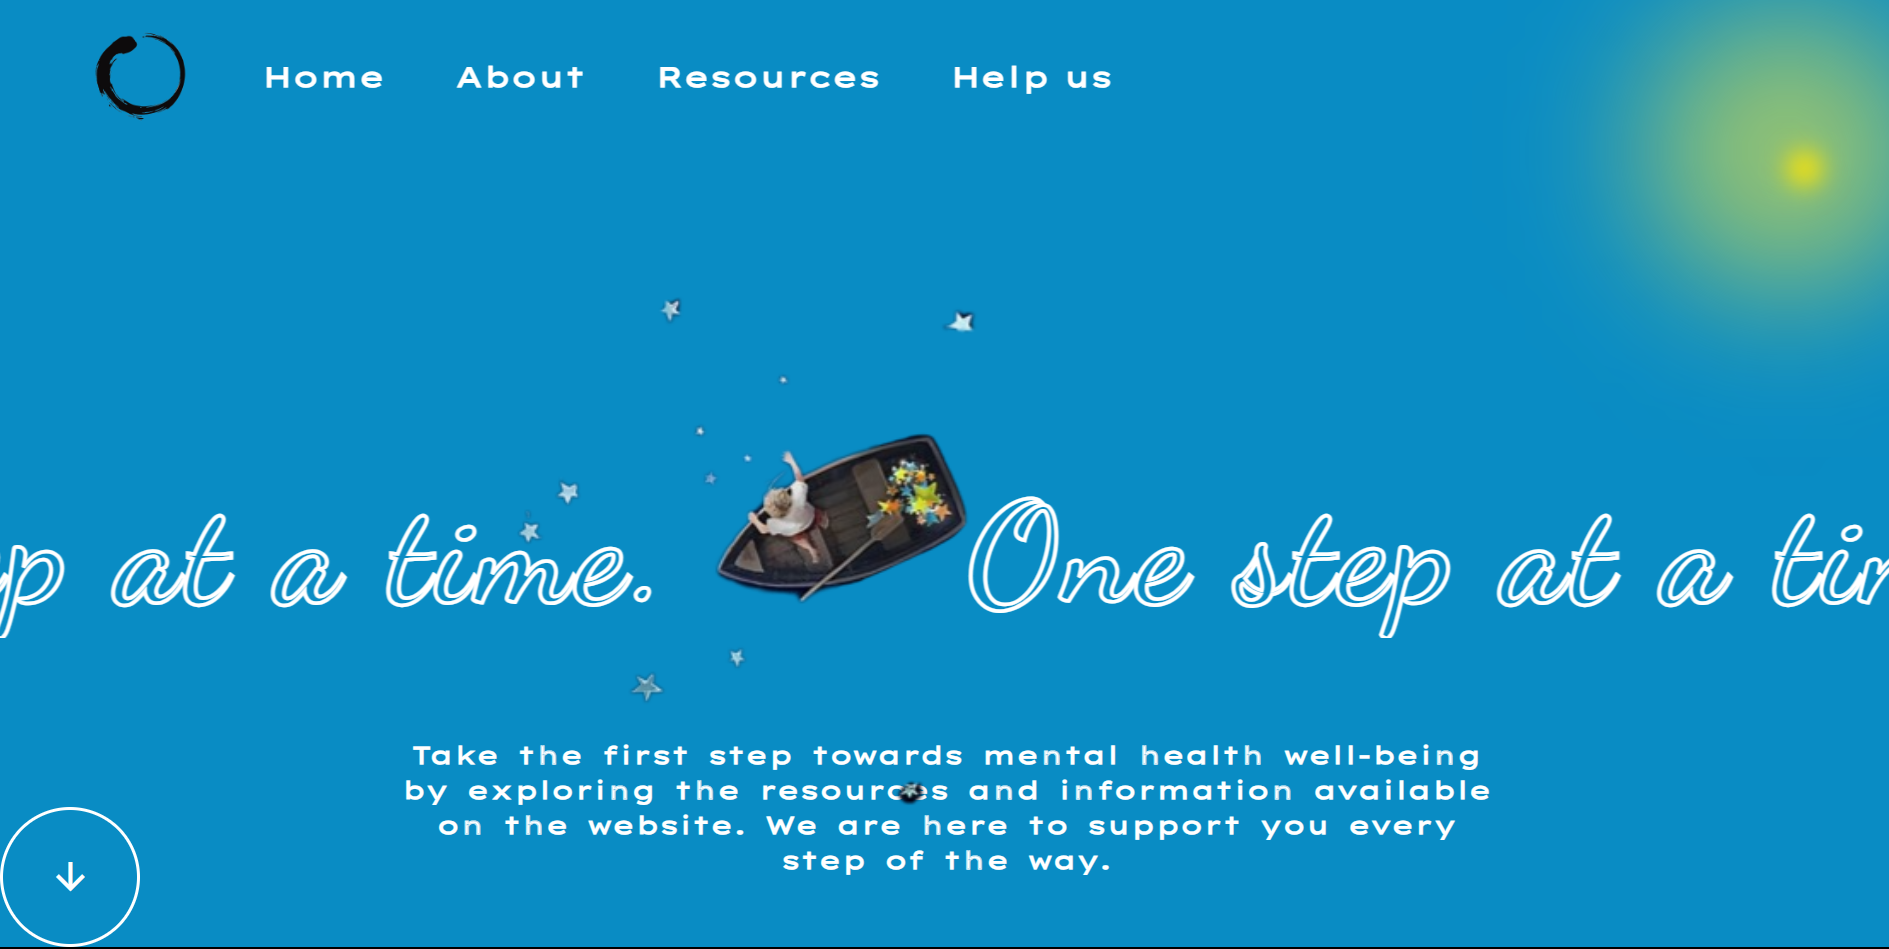 Home About Resources Help us
p at a time. One step at a tim
Take the first step towards mental health well-being
by exploring the resources and information available
on the website. We are here to support you every
step of the way.